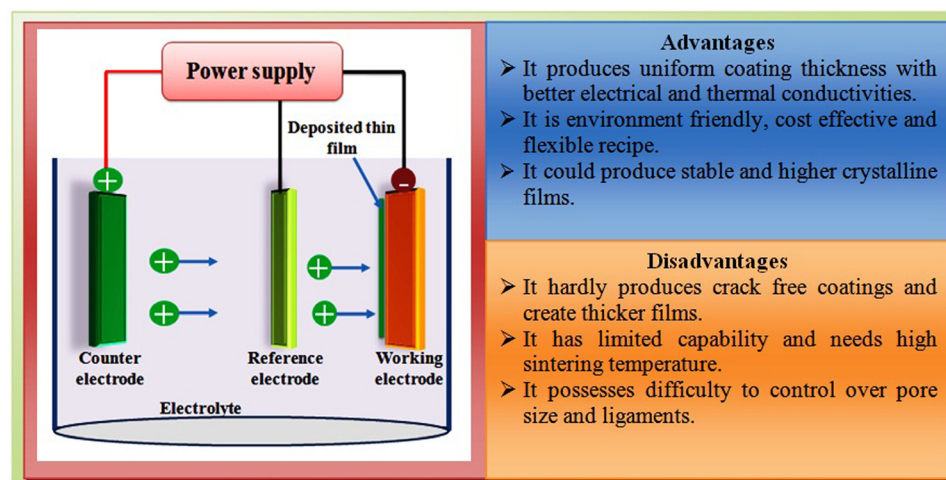 Power supply
Deposited thin
film
+
-
+
+
+
+
Counter
electrode
Reference
electrode
Working
electrode
Electrolyte
Advantages
➤ It produces uniform coating thickness with
better electrical and thermal conductivities.
➤ It is environment friendly, cost effective and
flexible recipe.
➤ It could produce stable and higher crystalline
films.
Disadvantages
➤ It hardly produces crack free coatings and
create thicker films.
➤ It has limited capability and needs high
sintering temperature.
➤ It possesses difficulty to control over pore
size and ligaments.